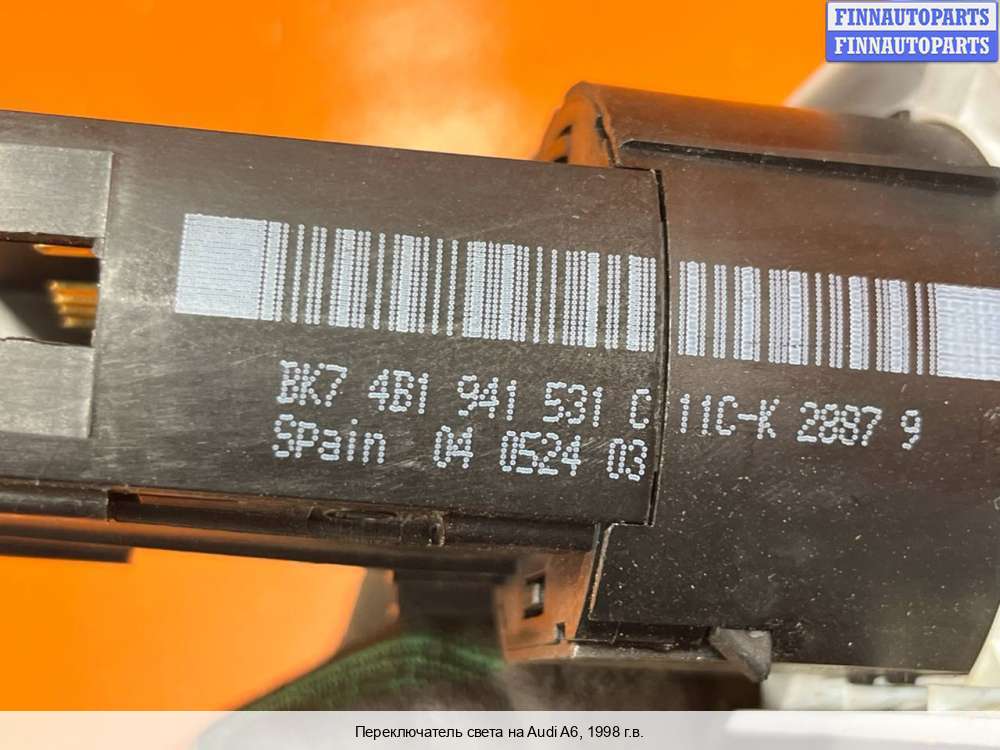 FINNAUTOPARTS
FINNAUTOPARTS
BK7 4B1 941 531 C 11C-K 2887 9
SPain 04 0524 03
Переключатель света на Audi A6, 1998 г.в.